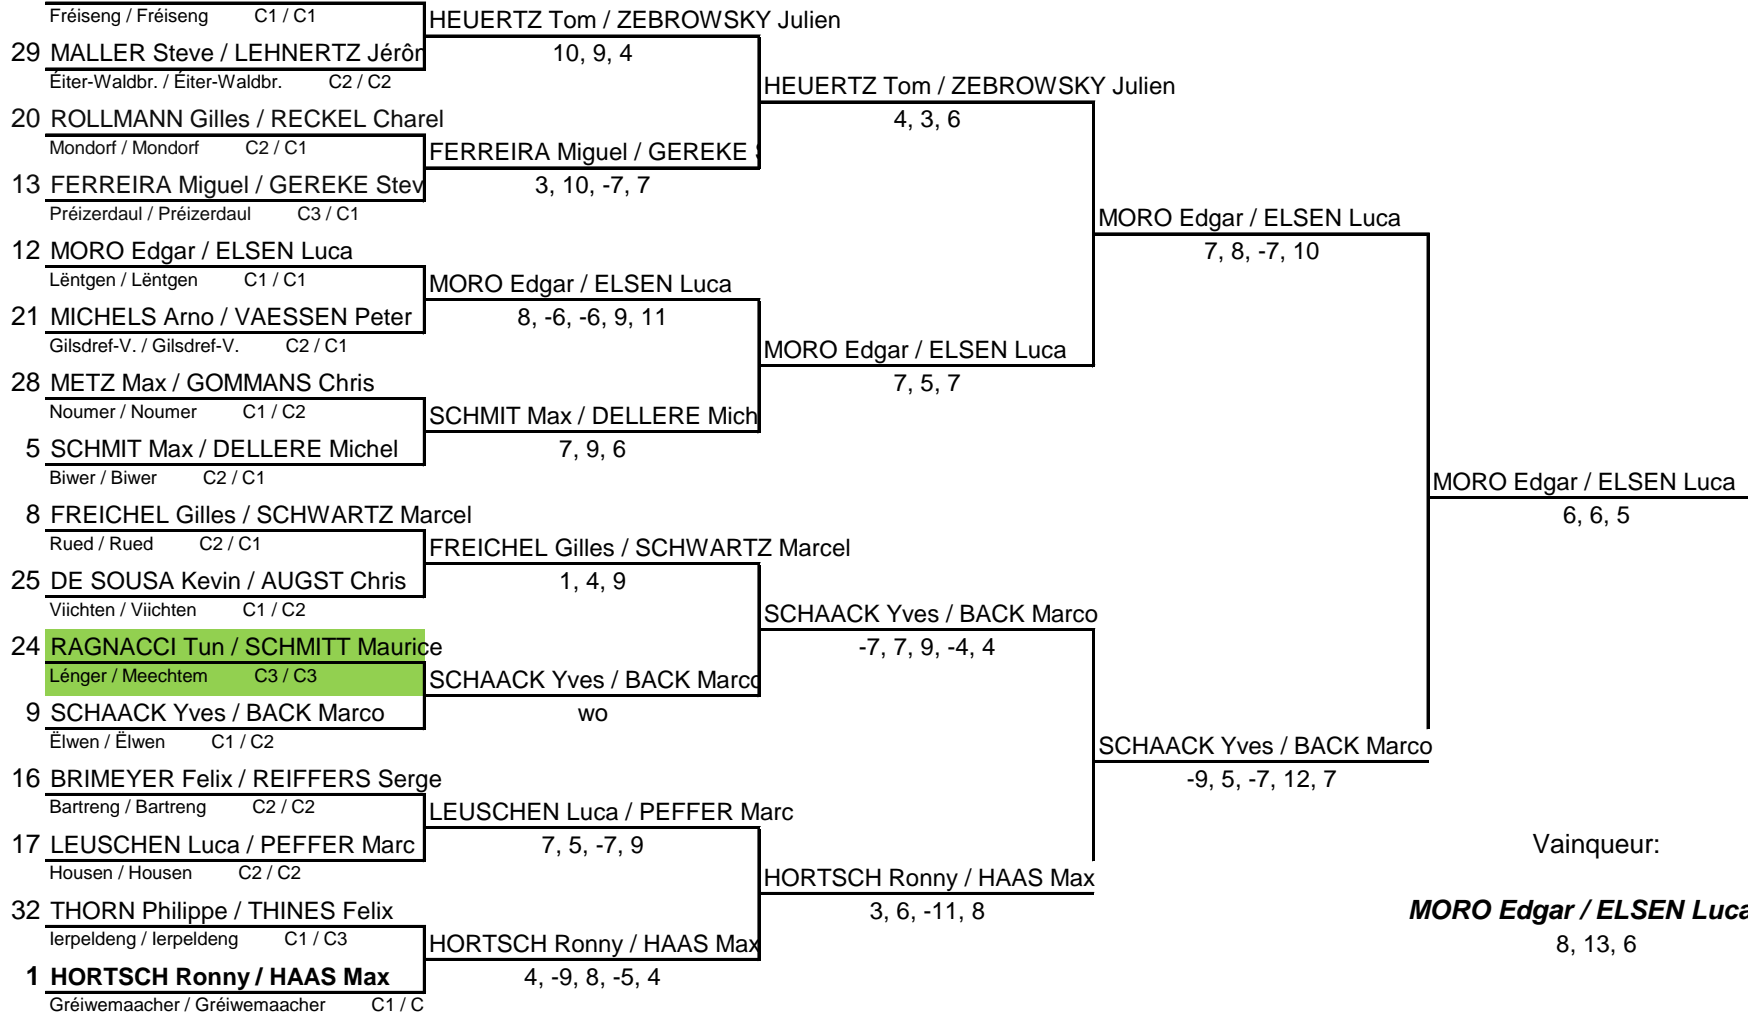 Fréiseng / Fréiseng C1 / C1
HEUERTZ Tom / ZEBROWSKY Julien
29 MALLER Steve / LEHNERTZ Jérôm
10, 9, 4
Éiter-Waldbr. / Éiter-Waldbr. C2 / C2
HEUERTZ Tom / ZEBROWSKY Julien
20 ROLLMANN Gilles / RECKEL Charel
4, 3, 6
Mondorf / Mondorf C2 / C1
FERREIRA Miguel / GEREKE
13 FERREIRA Miguel / GEREKE Stev
3, 10, -7, 7
Préizerdaul / Préizerdaul C3 / C1
MORO Edgar / ELSEN Luca
12 MORO Edgar / ELSEN Luca
7, 8, -7, 10
Lëntgen / Lëntgen C1 / C1
MORO Edgar / ELSEN Luca
21 MICHELS Arno / VAESSEN Peter
8, -6, -6, 9, 11
Gilsdref-V. / Gilsdref-V. C2 / C1
MORO Edgar / ELSEN Luca
28 METZ Max / GOMMANS Chris
7, 5, 7
Noumer / Noumer C1 / C2
SCHMIT Max / DELLERE Mich
5 SCHMIT Max / DELLERE Michel
7, 9, 6
Biwer / Biwer C2 / C1
MORO Edgar / ELSEN Luca
8 FREICHEL Gilles / SCHWARTZ Marcel
6, 6, 5
Rued / Rued C2 / C1
FREICHEL Gilles / SCHWARTZ Marcel
25 DE SOUSA Kevin / AUGST Chris
1, 4, 9
Viichten / Viichten C1 / C2
SCHAACK Yves / BACK Marco
24 RAGNACCI Tun / SCHMITT Maurice
-7, 7, 9, -4, 4
Lénger / Meechtem C3 / C3
SCHAACK Yves / BACK Marco
9 SCHAACK Yves / BACK Marco
wo
Ëlwen / Ëlwen C1 / C2
SCHAACK Yves / BACK Marco
16 BRIMEYER Felix / REIFFERS Serge
-9, 5, -7, 12, 7
Bartreng / Bartreng C2 / C2
LEUSCHEN Luca / PEFFER Marc
17 LEUSCHEN Luca / PEFFER Marc
7, 5, -7, 9
Vainqueur:
Housen / Housen C2 / C2
HORTSCH Ronny / HAAS Max
32 THORN Philippe / THINES Felix
3, 6, -11, 8
MORO Edgar / ELSEN Luca
Ierpeldeng / Ierpeldeng C1 / C3
HORTSCH Ronny / HAAS Max
8, 13, 6
1 HORTSCH Ronny / HAAS Max
4, -9, 8, -5, 4
Gréiwemaacher / Gréiwemaacher C1 / C